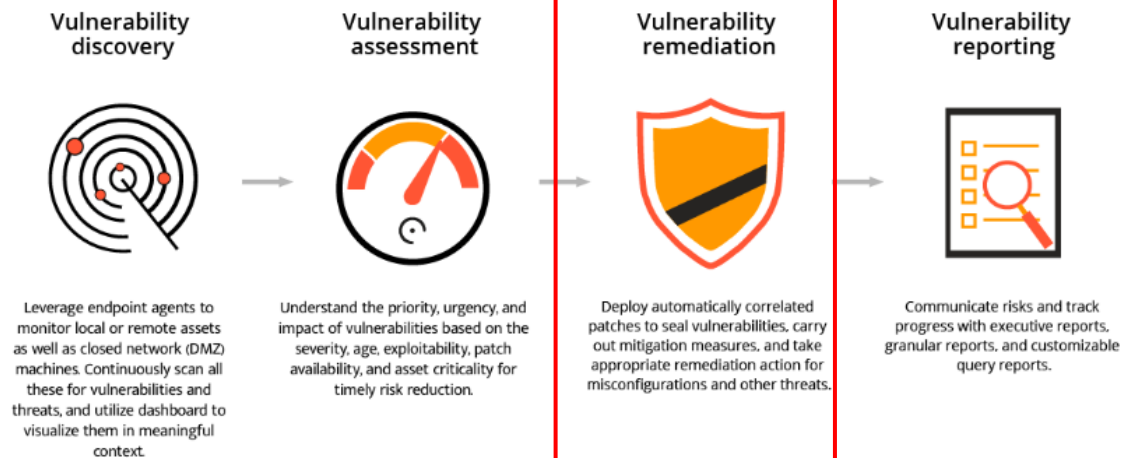 Vulnerability
discovery
Leverage endpoint agents to
monitor local or remote assets
as well as closed network (DMZ)
machines. Continuously scan all
these for vulnerabilities and
threats, and utilize dashboard to
visualize them in meaningful
context.
Vulnerability
assessment
Understand the priority, urgency, and
impact of vulnerabilities based on the
severity, age, exploitability, patch
availability, and asset criticality for
timely risk reduction.
Vulnerability
remediation
Deploy automatically correlated
patches to seal vulnerabilities, carry
out mitigation measures, and take
appropriate remediation action for
misconfigurations and other threats.
Vulnerability
reporting
Communicate risks and track
progress with executive reports,
granular reports, and customizable
query reports.